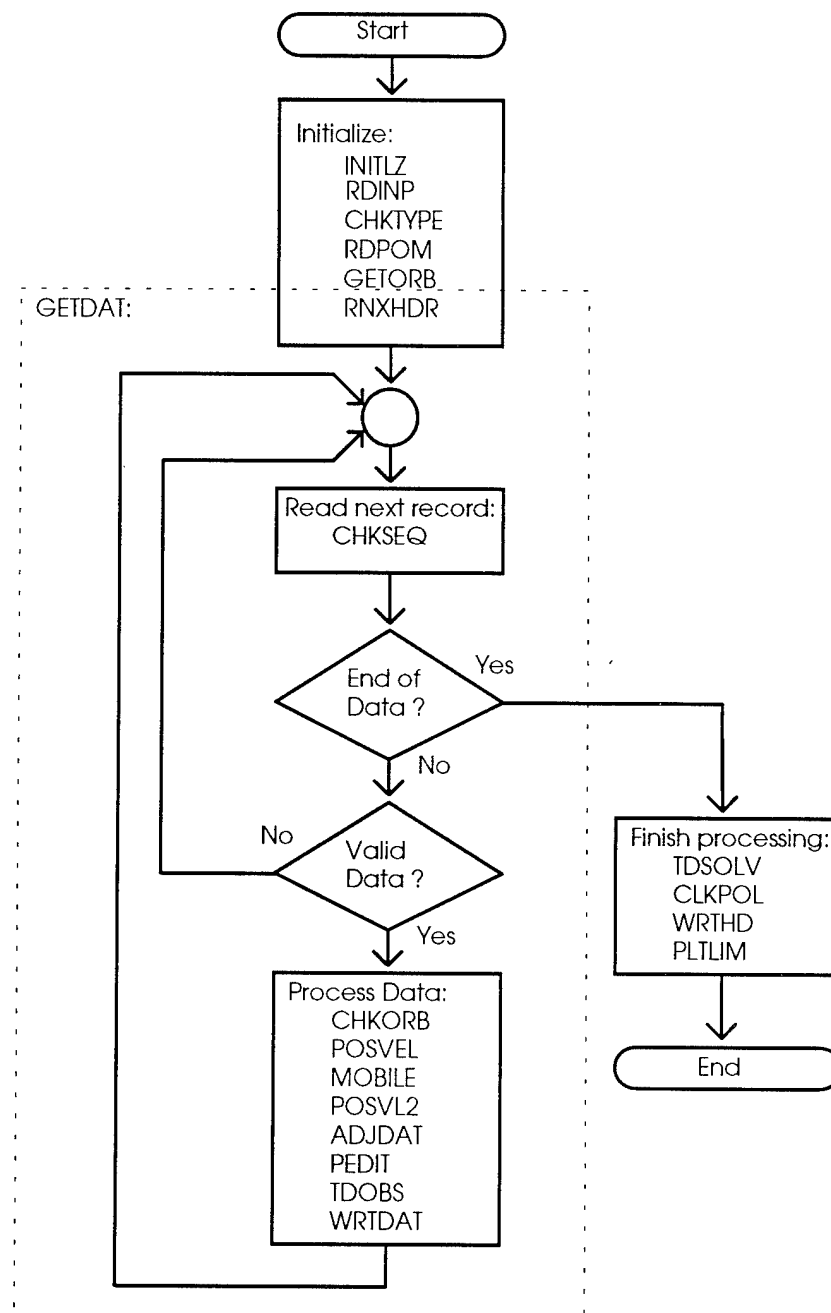 Start
Initialize:
INITLZ
RDINP
CHKTYPE
RDPOM
GETORB
RNXHDR
GETDAT:
Read next record:
CHKSEQ
End of
Data ?
Yes
No
Valid
Data ?
No
Yes
Process Data:
CHKORB
POSVEL
MOBILE
POSVL2
ADJDAT
PEDIT
TDOBS
WRTDAT
Finish processing:
TDSOLV
CLKPOL
WRTHD
PLTLIM
End